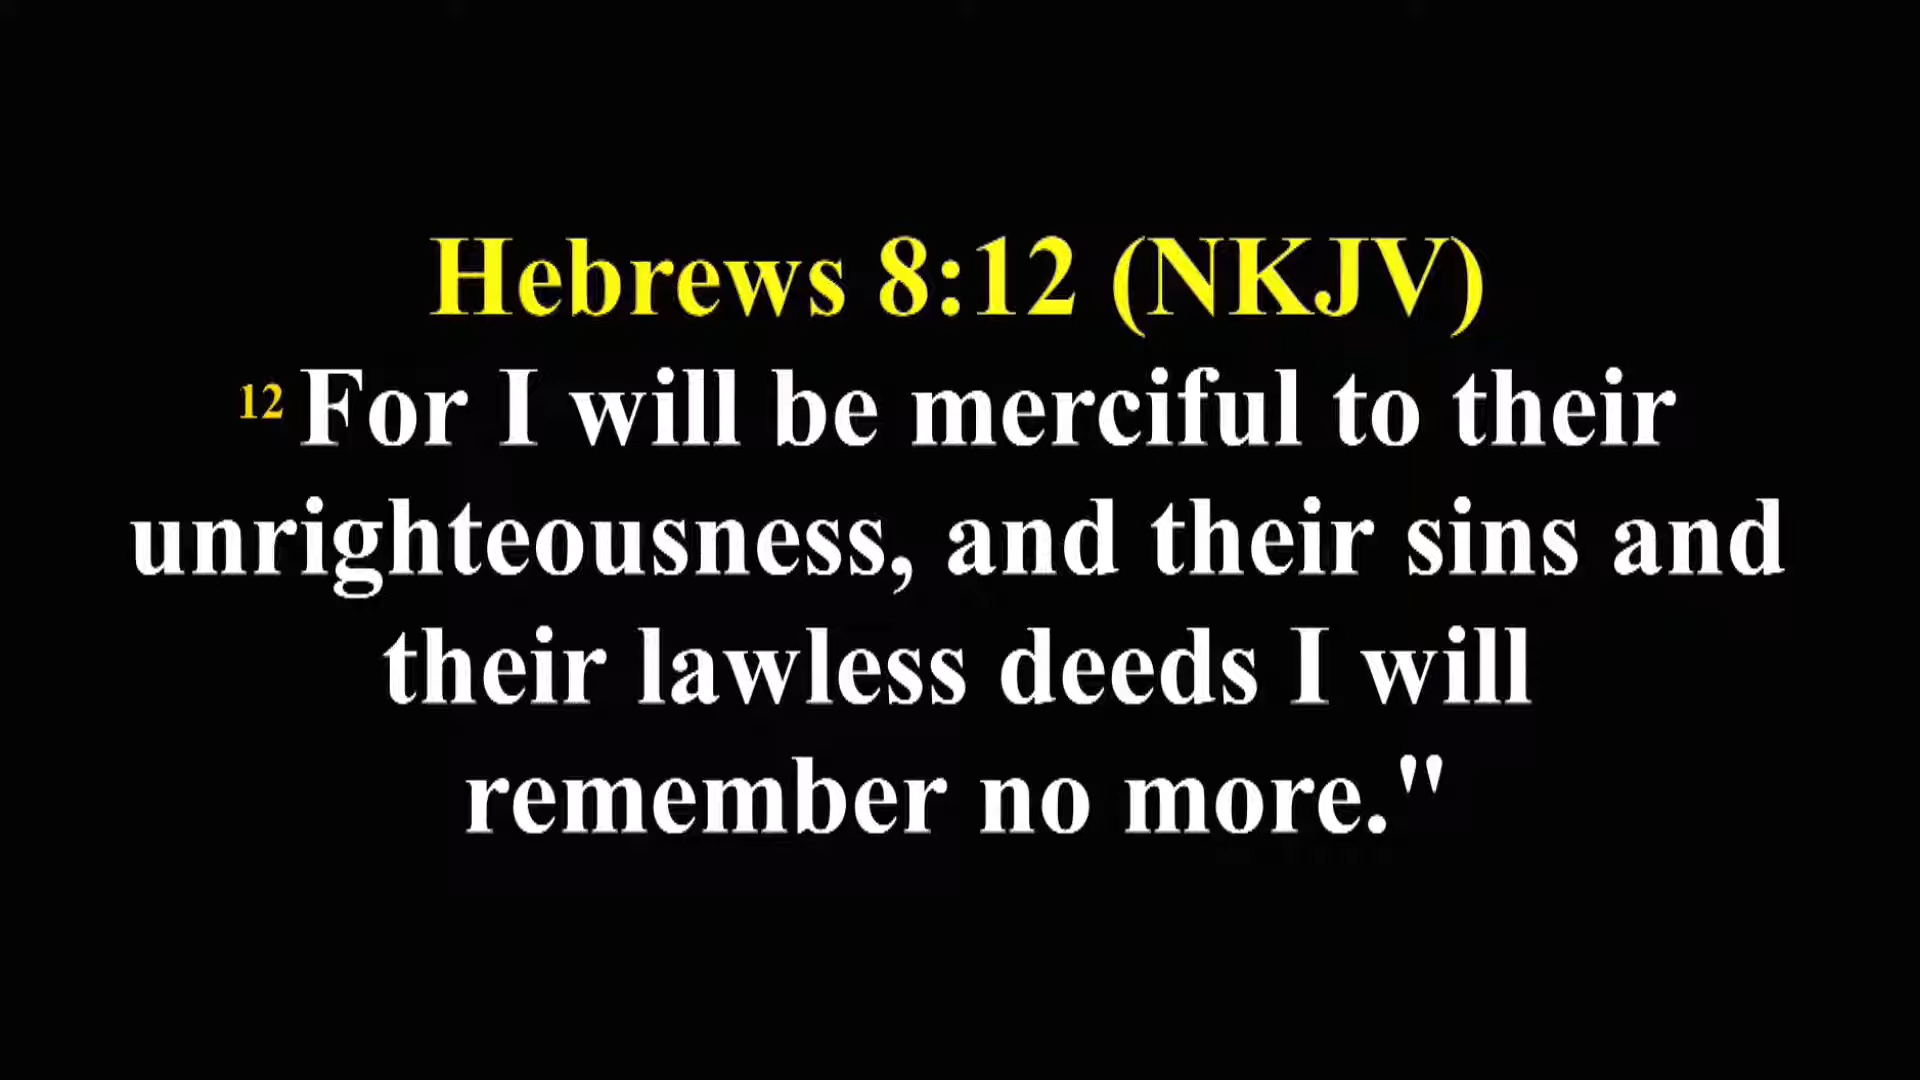 Hebrews 8:12 (NKJV)
12 For I will be merciful to their
unrighteousness, and their sins and
their lawless deeds I will
remember no more."